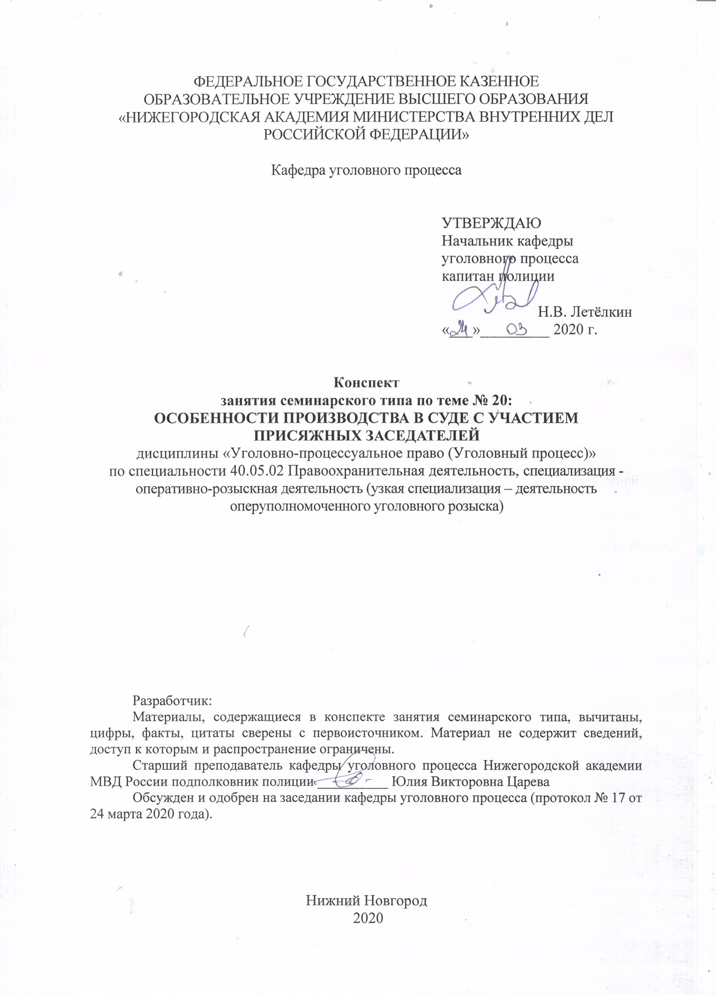 ФЕДЕРАЛЬНОЕ ГОСУДАРСТВЕННОЕ КАЗЕННОЕ
ОБРАЗОВАТЕЛЬНОЕ УЧРЕЖДЕНИЕ ВЫСШЕГО ОБРАЗОВАНИЯ
«НИЖЕГОРОДСКАЯ АКАДЕМИЯ МИНИСТЕРСТВА ВНУТРЕННИХ ДЕЛ
РОССИЙСКОЙ ФЕДЕРАЦИИ»
Кафедра уголовного процесса
УТВЕРЖДАЮ
Начальник кафедры
уголовного процесса
капитан полиции
Н.В. Летёлкин
«24» 03 2020 г.
Конспект
занятия семинарского типа по теме № 20:
ОСОБЕННОСТИ ПРОИЗВОДСТВА В СУДЕ С УЧАСТИЕМ
ПРИСЯЖНЫХ ЗАСЕДАТЕЛЕЙ
дисциплины «Уголовно-процессуальное право (Уголовный процесс)»
по специальности 40.05.02 Правоохранительная деятельность, специализация -
оперативно-розыскная деятельность (узкая специализация – деятельность
оперуполномоченного уголовного розыска)
Разработчик:
Материалы, содержащиеся в конспекте занятия семинарского типа, вычитаны,
цифры, факты, цитаты сверены с первоисточником. Материал не содержит сведений,
доступ к которым и распространение ограничены.
Старший преподаватель кафедры уголовного процесса Нижегородской академии
МВД России подполковник полиции __________ Юлия Викторовна Царева
Обсужден и одобрен на заседании кафедры уголовного процесса (протокол № 17 от
24 марта 2020 года).
Нижний Новгород
2020